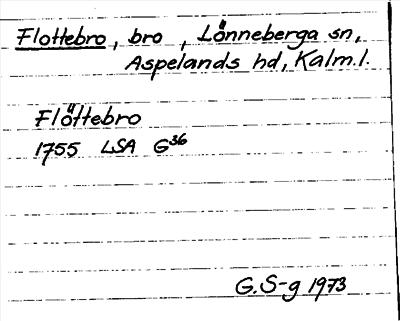 Flottebro, bro, Lönneberga sn,
Aspelands hd, Kalm.l.
Flöttebro
1755 LSA G36
G.S-g 1973